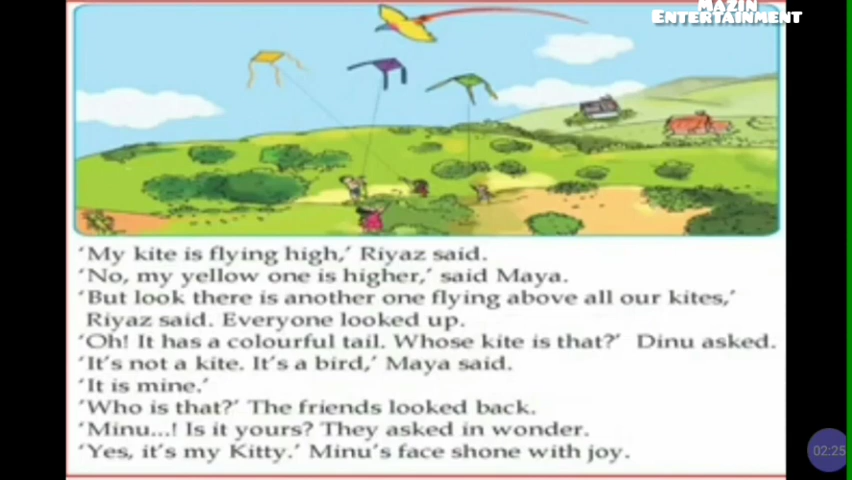 Mazin
Entertainment
‘My kite is flying high,’ Riyaz said.
‘No, my yellow one is higher,’ said Maya.
‘But look there is another one flying above all our kites,’
Riyaz said. Everyone looked up.
‘Oh! It has a colourful tail. Whose kite is that?’ Dinu asked.
‘It’s not a kite. It’s a bird,’ Maya said.
‘It is mine.’
‘Who is that?’ The friends looked back.
‘Minu...! Is it yours? They asked in wonder.
‘Yes, it’s my Kitty.’ Minu’s face shone with joy.
02:25